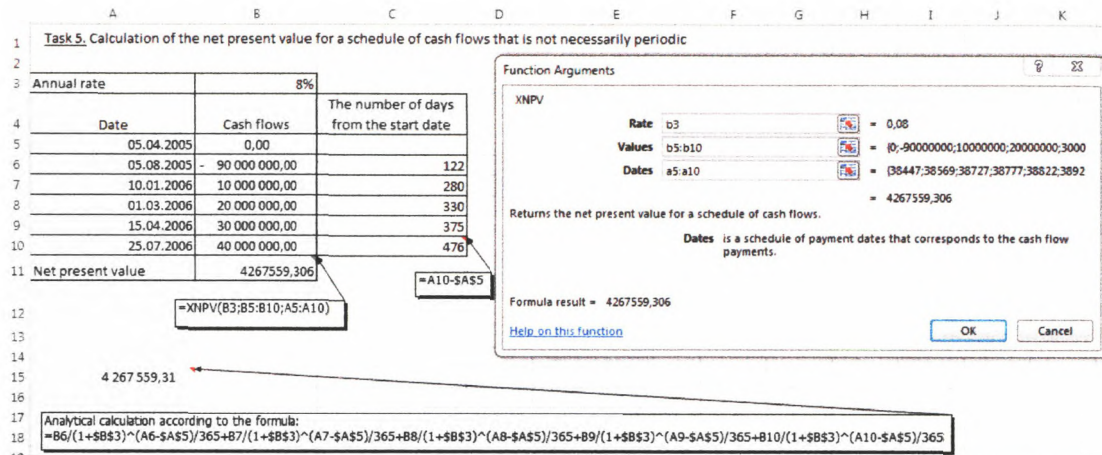 A B C D E F G H I J K
1 Task 5. Calculation of the net present value for a schedule of cash flows that is not necessarily periodic
2
3 Annual rate 8%
4 Date Cash flows The number of days from the start date
5 05.04.2005 0,00
6 05.08.2005 - 90 000 000,00 122
7 10.01.2006 10 000 000,00 280
8 01.03.2006 20 000 000,00 330
9 15.04.2006 30 000 000,00 375
10 25.07.2006 40 000 000,00 476
11 Net present value 4267559,306
=A10-$A$5
12 =XNPV(B3;B5:B10;A5:A10)
13
14
15 4 267 559,31
16
17 Analytical calculation according to the formula:
18 =B6/(1+$B$3)^(A6-$A$5)/365+B7/(1+$B$3)^(A7-$A$5)/365+B8/(1+$B$3)^(A8-$A$5)/365+B9/(1+$B$3)^(A9-$A$5)/365+B10/(1+$B$3)^(A10-$A$5)/365
Function Arguments ?
XNPV
Rate b3 = 0,08
Values b5:b10 = {0;-90000000;10000000;20000000;3000
Dates a5:a10 = {38447;38569;38727;38777;38822;3892
= 4267559,306
Returns the net present value for a schedule of cash flows.
Dates is a schedule of payment dates that corresponds to the cash flow
payments.
Formula result = 4267559,306
Help on this function OK Cancel